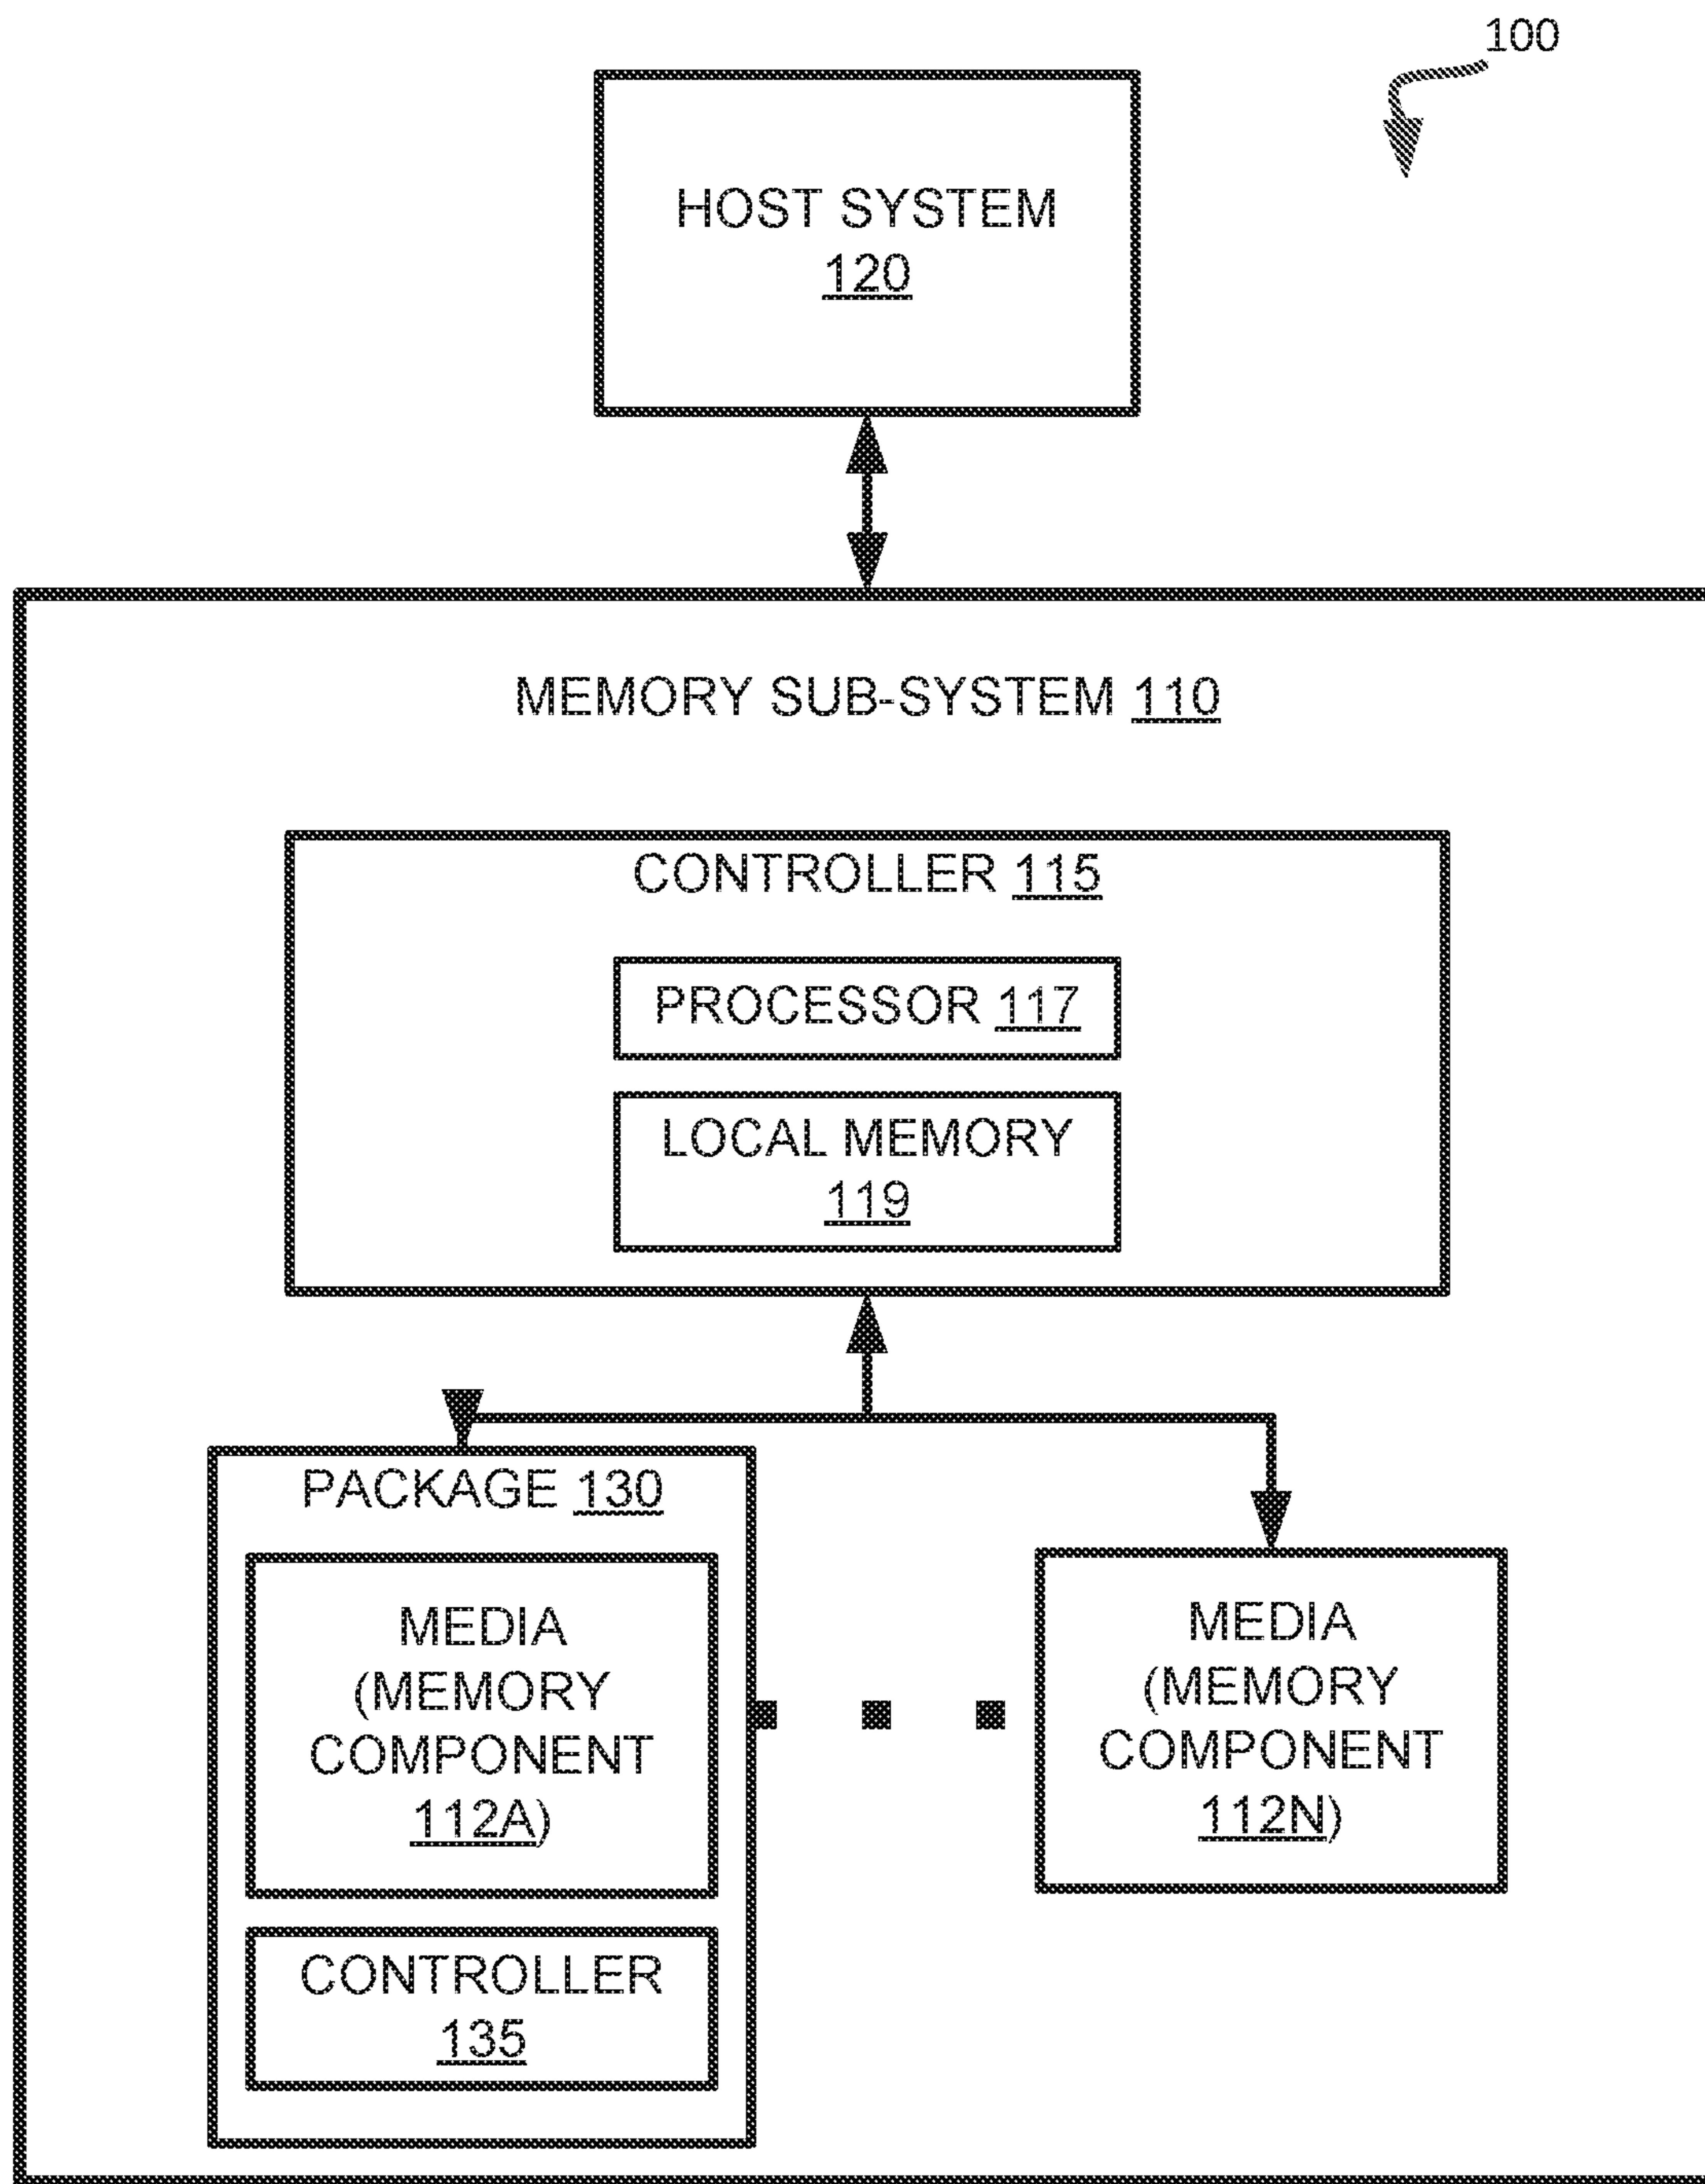 100
HOST SYSTEM
120
MEMORY SUB-SYSTEM 110
CONTROLLER 115
PROCESSOR 117
LOCAL MEMORY
119
PACKAGE 130
MEDIA
(MEMORY
COMPONENT
112A)
CONTROLLER
135
MEDIA
(MEMORY
COMPONENT
112N)